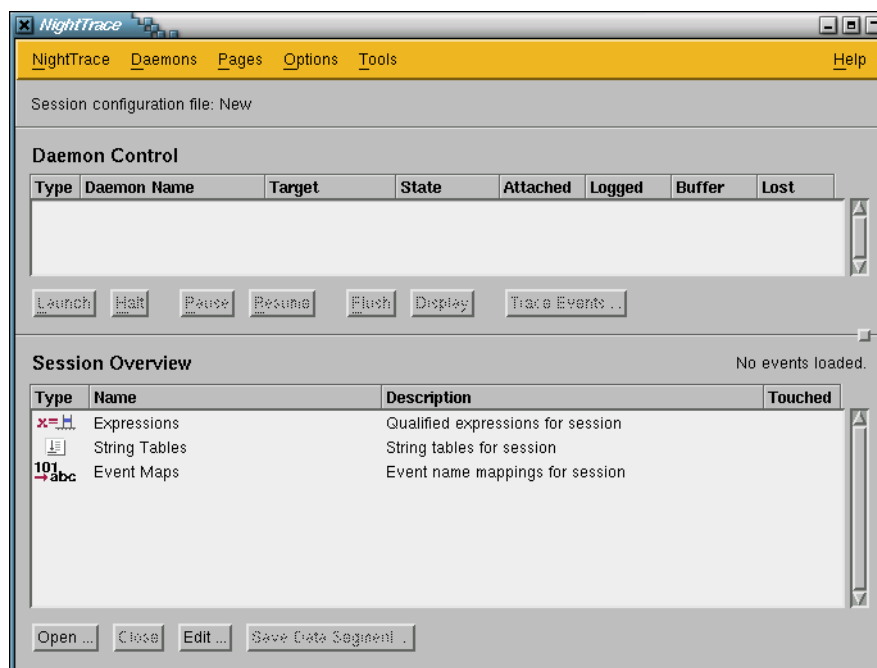 NightTrace
NightTrace Daemons Pages Options Tools Help
Session configuration file: New
Daemon Control
Type Daemon Name Target State Attached Logged Buffer Lost
Launch Halt Pause Resume Flush Display Trace Events ...
Session Overview No events loaded.
Type Name Description Touched
x= Expressions Qualified expressions for session
String Tables String tables for session
101 →abc Event Maps Event name mappings for session
Open ... Close Edit ... Save Data Segment ...